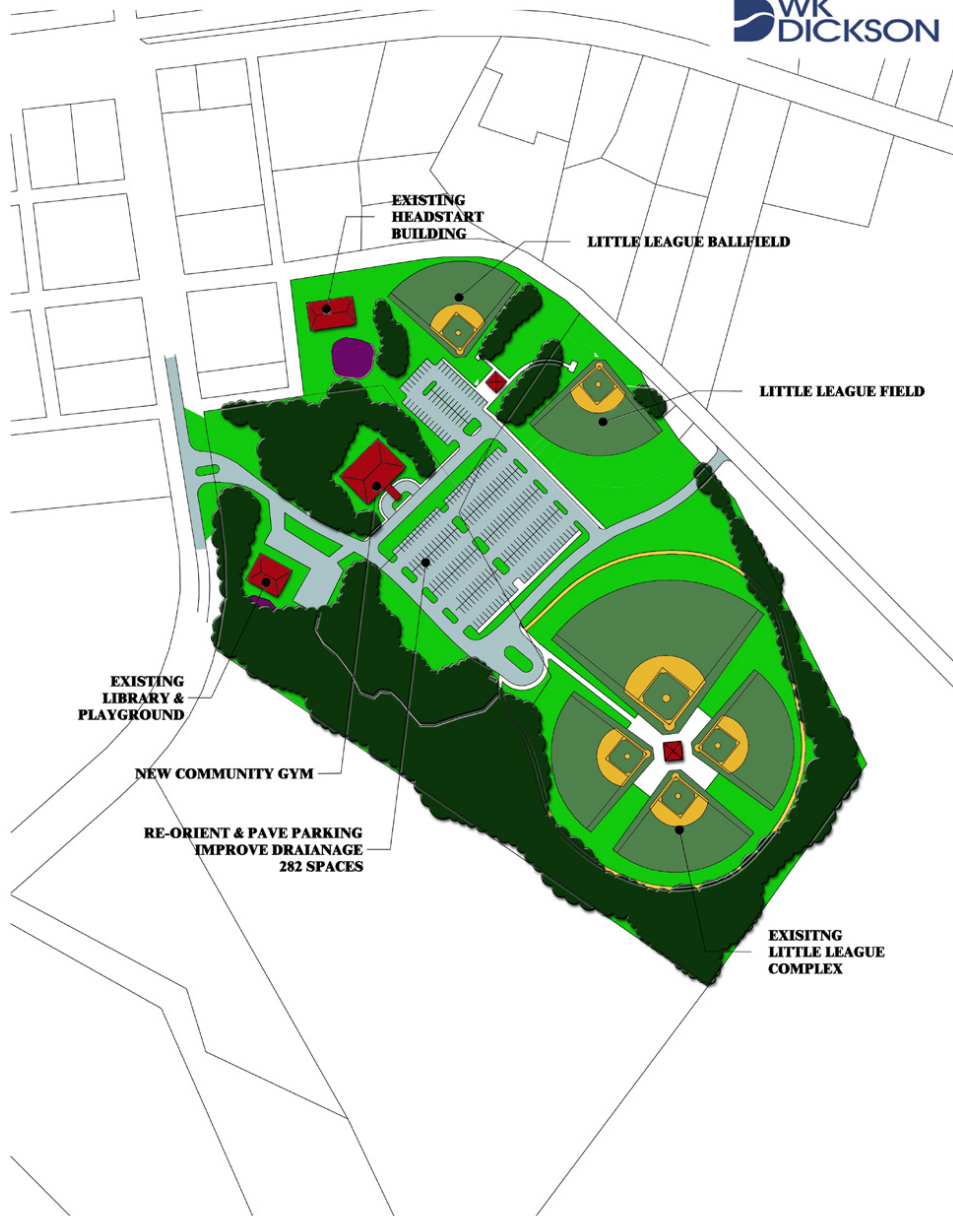 WK
DICKSON
EXISTING
HEADSTART
BUILDING
LITTLE LEAGUE BALLFIELD
LITTLE LEAGUE FIELD
EXISTING
LIBRARY &
PLAYGROUND
NEW COMMUNITY GYM
RE-ORIENT & PAVE PARKING
IMPROVE DRAIANAGE
282 SPACES
EXISITNG
LITTLE LEAGUE
COMPLEX